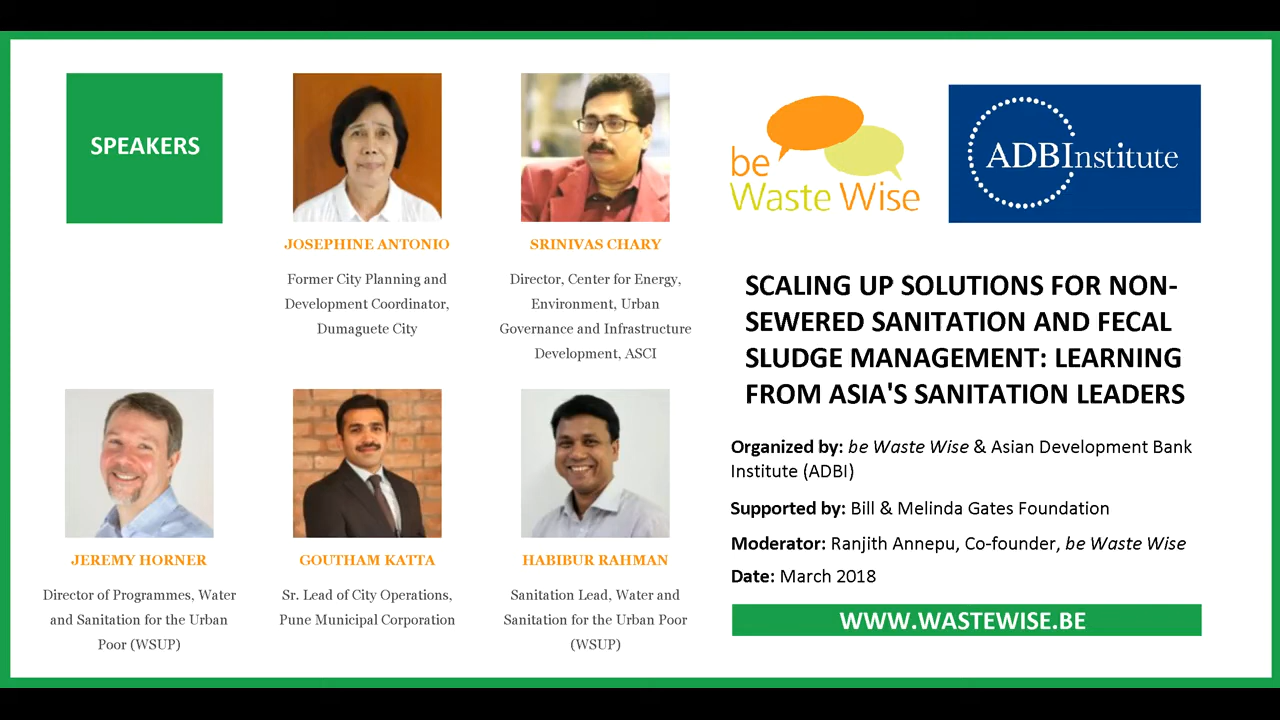 SPEAKERS
JOSEPHINE ANTONIO
Former City Planning and
Development Coordinator,
Dumaguete City
SRINIVAS CHARY
Director, Center for Energy,
Environment, Urban
Governance and Infrastructure
Development, ASCI
JEREMY HORNER
Director of Programmes, Water
and Sanitation for the Urban
Poor (WSUP)
GOUTHAM KATTA
Sr. Lead of City Operations,
Pune Municipal Corporation
HABIBUR RAHMAN
Sanitation Lead, Water and
Sanitation for the Urban Poor
(WSUP)
be
Waste Wise
ADBInstitute
SCALING UP SOLUTIONS FOR NON-
SEWERED SANITATION AND FECAL
SLUDGE MANAGEMENT: LEARNING
FROM ASIA'S SANITATION LEADERS
Organized by: be Waste Wise & Asian Development Bank
Institute (ADBI)
Supported by: Bill & Melinda Gates Foundation
Moderator: Ranjith Annepu, Co-founder, be Waste Wise
Date: March 2018
WWW.WASTEWISE.BE